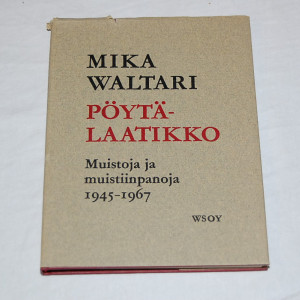 MIKA
WALTARI
PÖYTÄ-
LAATIKKO
Muistoja ja
muistiinpanoja
1945-1967
WSOY